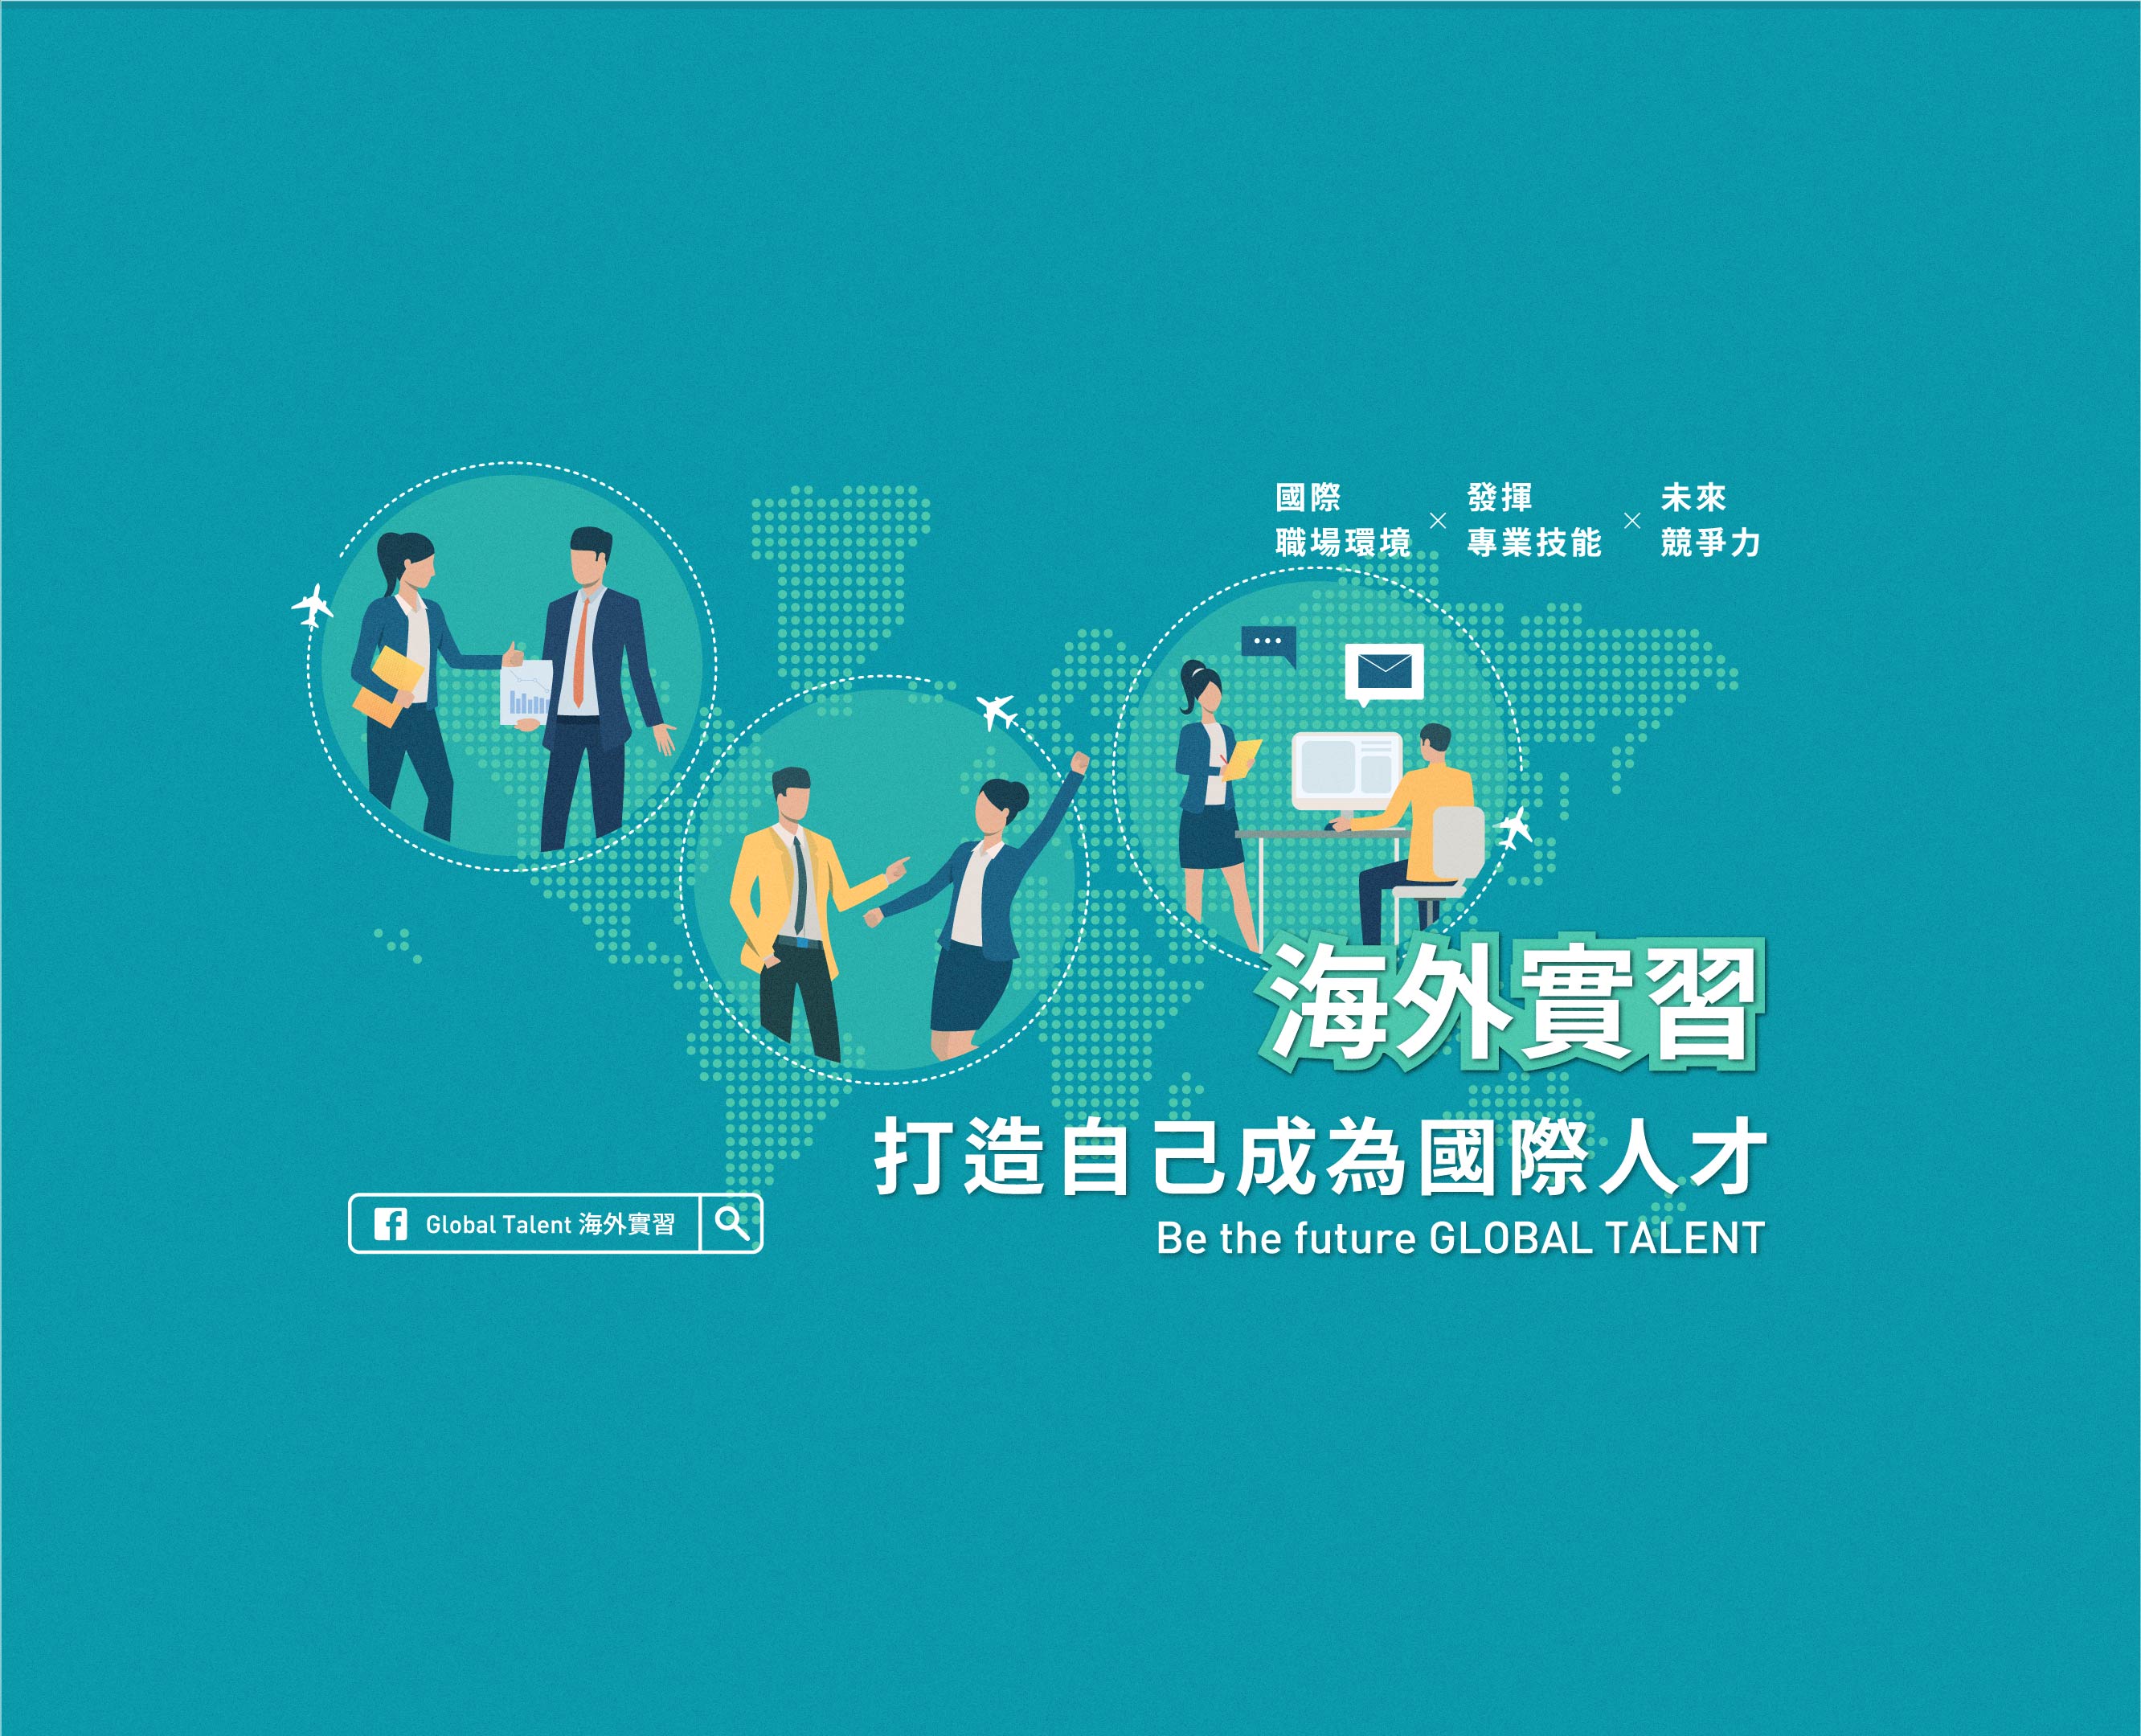 國際
職場環境
×
發揮
專業技能
×
未來
競爭力
海外實習
打造自己成為國際人才
Be the future GLOBAL TALENT
Global Talent 海外實習